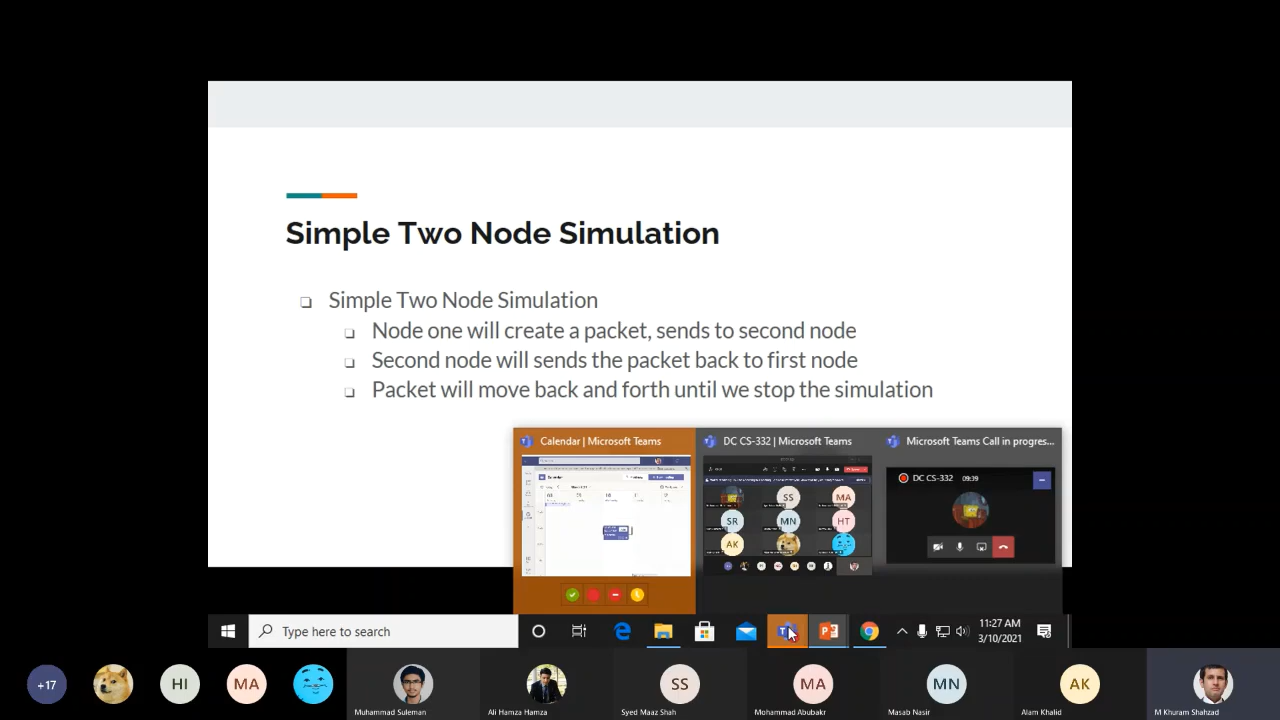 Simple Two Node Simulation
❑ Simple Two Node Simulation
❑ Node one will create a packet, sends to second node
❑ Second node will sends the packet back to first node
❑ Packet will move back and forth until we stop the simulation
Calendar | Microsoft Teams
DC CS-332 | Microsoft Teams
Microsoft Teams Call in progres...
Calendar
SS
MA
SR
MN
HT
AK
DC CS-332 09:39
Type here to search
11:27 AM
3/10/2021
+17
HI
MA
SS
MA
MN
AK
Muhammad Suleman
Ali Hamza Hamza
Syed Maaz Shah
Mohammad Abubakr
Masab Nasir
Alam Khalid
M Khuram Shahzad